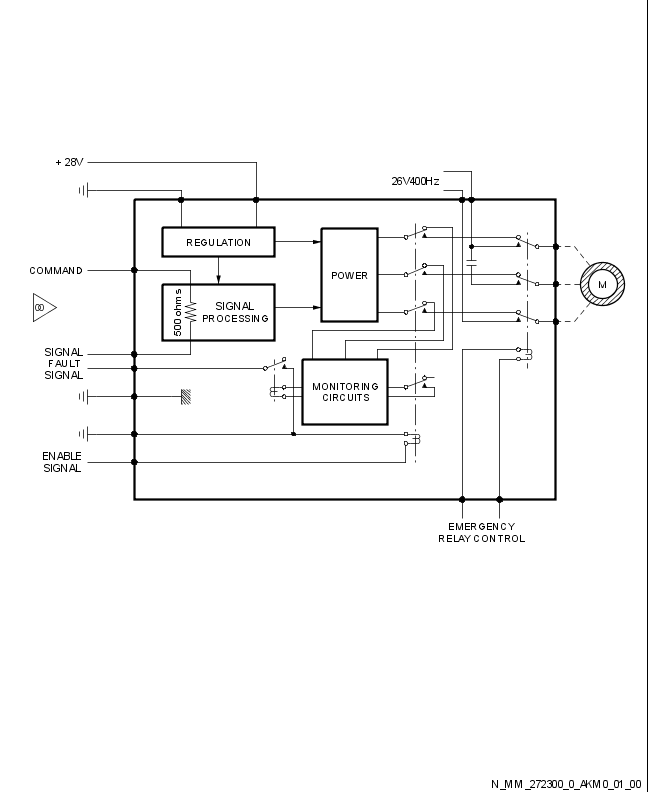 + 28V
26V400Hz
REGULATION
COMMAND
POWER
M
500 ohms
SIGNAL
PROCESSING
00
SIGNAL
FAULT
SIGNAL
MONITORING
CIRCUITS
ENABLE
SIGNAL
EMERGENCY
RELAY CONTROL
N_MM_272300_0_AKM0_01_00